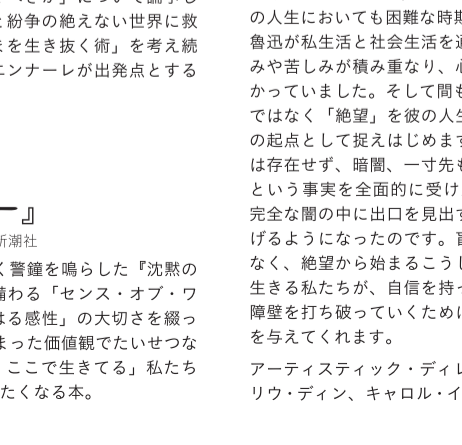 と紛争の絶えない世界に救
を生き抜く術」を考え続
エンナーレが出発点とする
ー』
新潮社
く警鐘を鳴らした『沈黙の
備わる「センス・オブ・ワ
はる感性」の大切さを綴っ
まった価値観でたいせつな
ここで生きてる」私たち
たくなる本。
の人生においても困難な時期
魯迅が私生活と社会生活を通
みや苦しみが積み重なり、心
かっていました。そして間も
ではなく「絶望」を彼の人生
の起点として捉えはじめます
は存在せず、暗闇、一寸先も
という事実を全面的に受け
完全な闇の中に出口を見出す
げるようになったのです。盲
なく、絶望から始まるこうし
生きる私たちが、自信を持っ
障壁を打ち破っていくために
を与えてくれます。
アーティスティック・ディレ
リウ・ディン、キャロル・イ